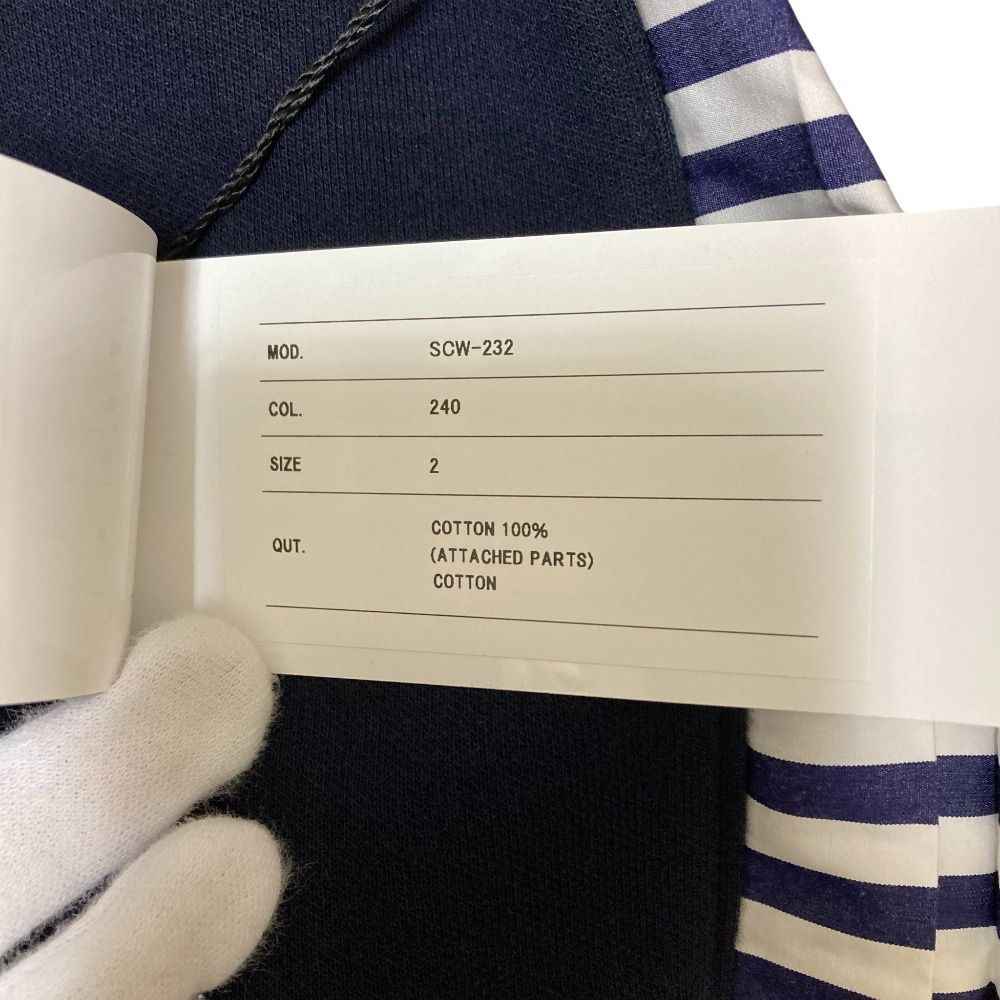 MOD. SCW-232
COL. 240
SIZE 2
QUT. COTTON 100%
(ATTACHED PARTS)
COTTON